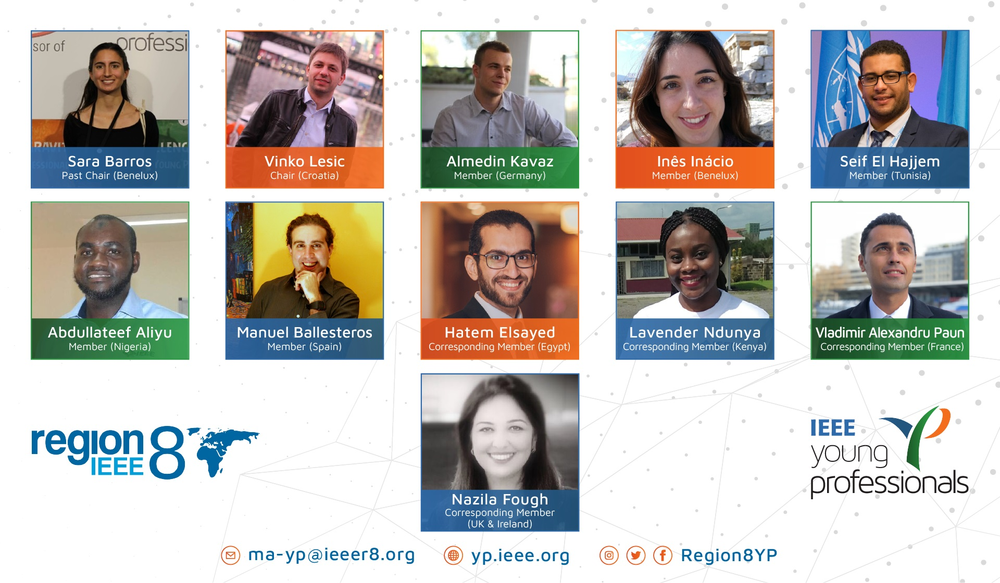 sor of
professi
RAVI
LENG
Sara Barros
Past Chair (Benelux)
Vinko Lesic
Chair (Croatia)
Almedin Kavaz
Member (Germany)
Inês Inácio
Member (Benelux)
Seif El Hajjem
Member (Tunisia)
Abdullateef Aliyu
Member (Nigeria)
Manuel Ballesteros
Member (Spain)
Hatem Elsayed
Corresponding Member (Egypt)
Lavender Ndunya
Corresponding Member (Kenya)
Vladimir Alexandru Paun
Corresponding Member (France)
Nazila Fough
Corresponding Member
(UK & Ireland)
region 8
IEEE
IEEE
young
professionals
ma-yp@ieeer8.org
yp.ieee.org
Region8YP